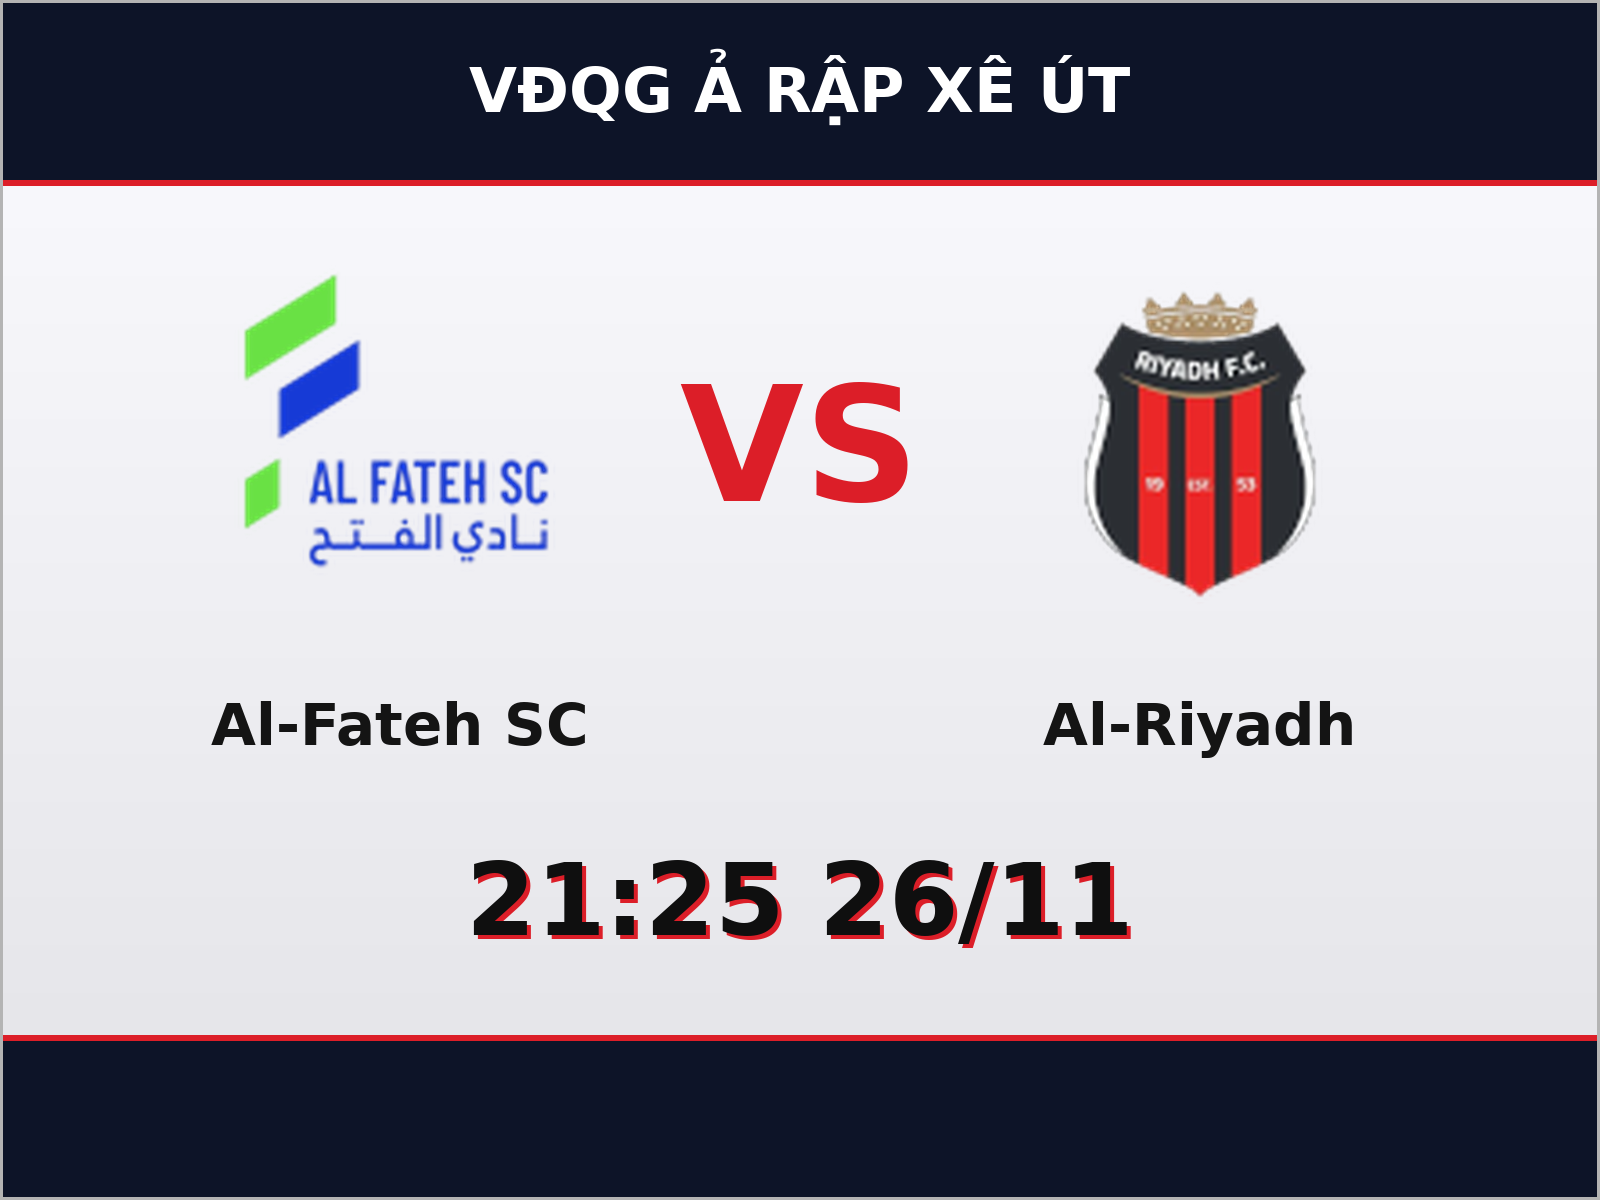 VĐQG Ả RẬP XÊ ÚT
AL FATEH SC
نادي الفتح
VS
RIYADH F.C.
19 EST. 53
Al-Fateh SC
Al-Riyadh
21:25 26/11